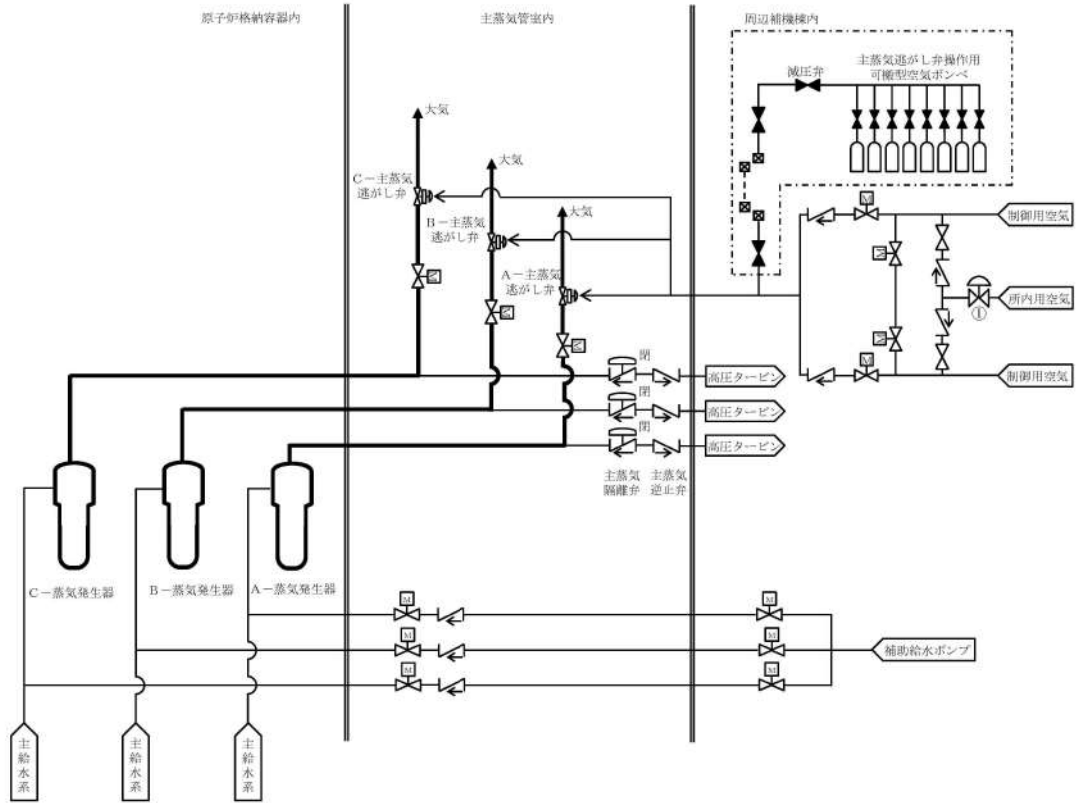 原子炉格納容器内
主蒸気管室内
周辺補機棟内
主蒸気逃がし弁操作用
可搬型空気ボンベ
減圧弁
大気
大気
大気
C－主蒸気
逃がし弁
B－主蒸気
逃がし弁
A－主蒸気
逃がし弁
M
M
M
M
制御用空気
M
所内用空気
①
M
M
制御用空気
閉
高圧タービン
閉
高圧タービン
閉
高圧タービン
主蒸気
隔離弁
主蒸気
逆止弁
C－蒸気発生器
B－蒸気発生器
A－蒸気発生器
M
M
M
M
M
M
補助給水ポンプ
主給水系
主給水系
主給水系